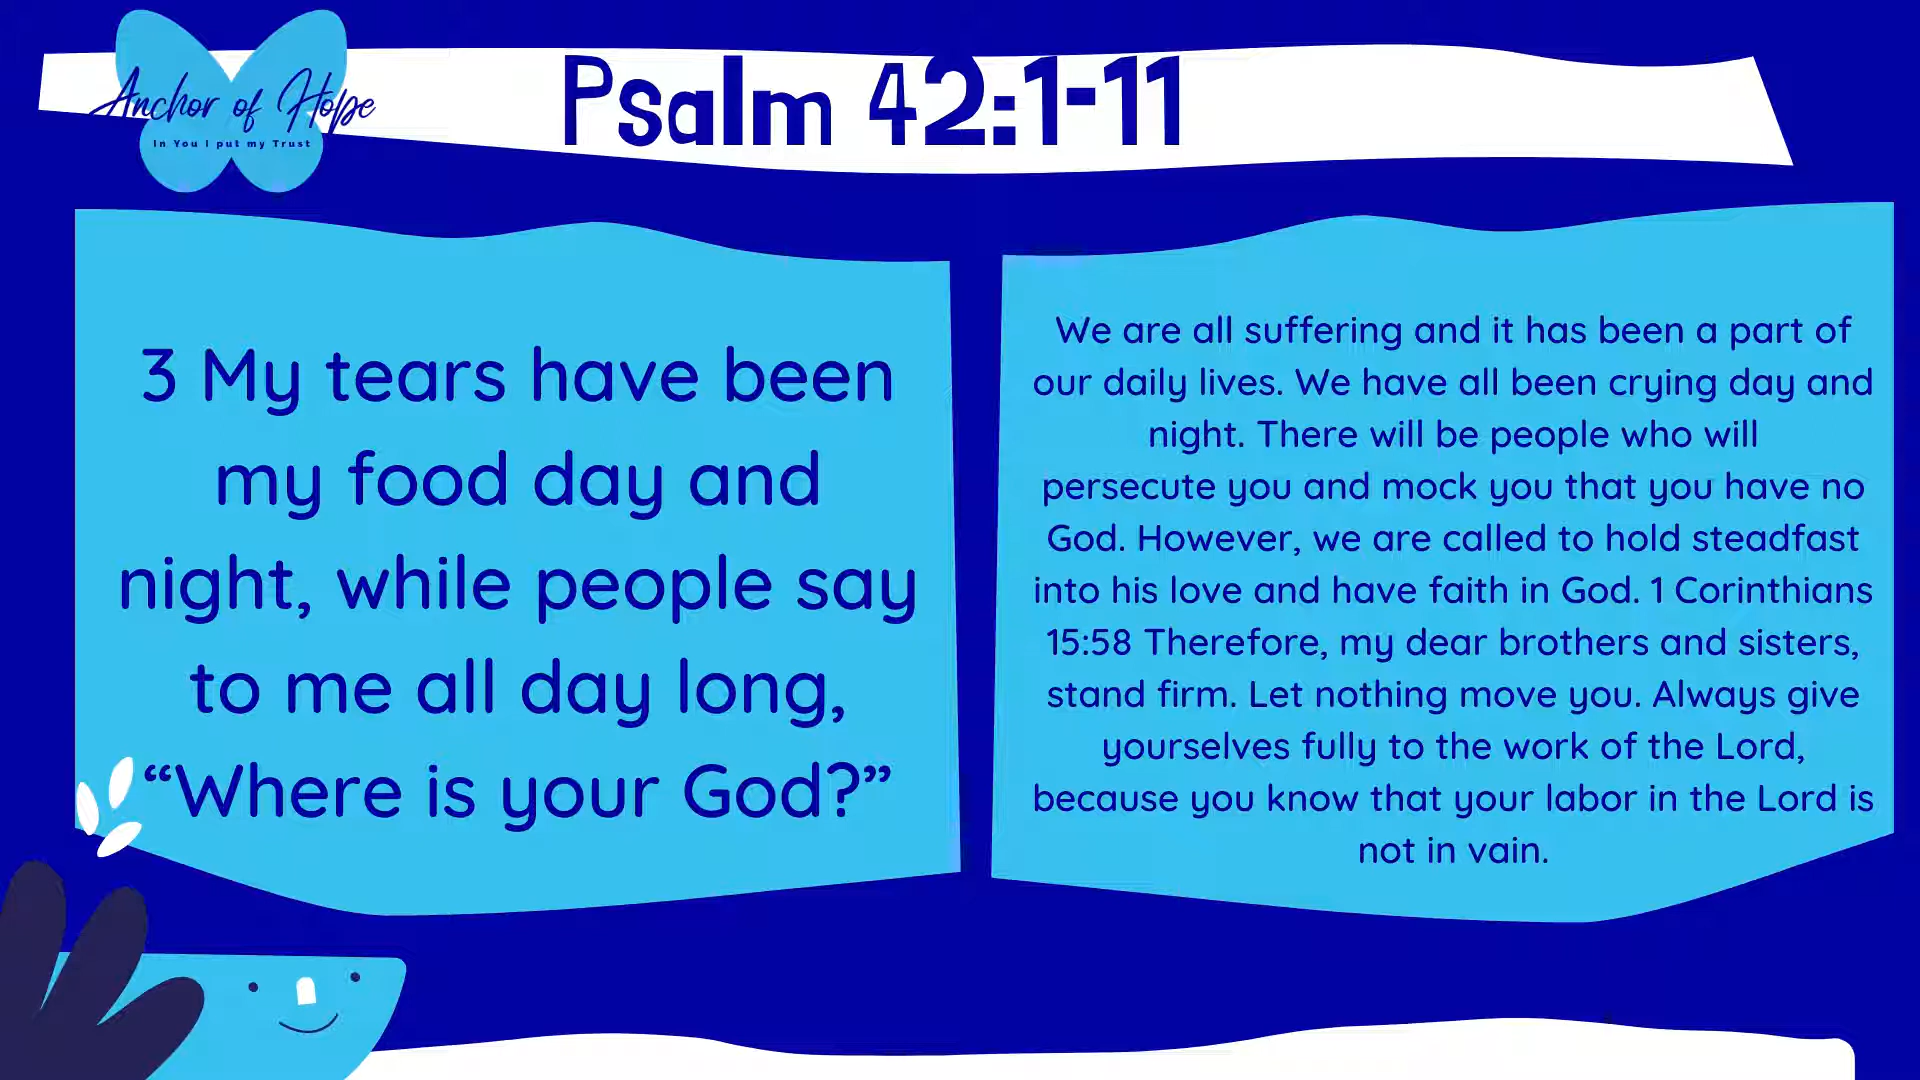 Anchor of Hope
In You I put my Trust
Psalm 42:1-11
3 My tears have been
my food day and
night, while people say
to me all day long,
“Where is your God?”
We are all suffering and it has been a part of
our daily lives. We have all been crying day and
night. There will be people who will
persecute you and mock you that you have no
God. However, we are called to hold steadfast
into his love and have faith in God. 1 Corinthians
15:58 Therefore, my dear brothers and sisters,
stand firm. Let nothing move you. Always give
yourselves fully to the work of the Lord,
because you know that your labor in the Lord is
not in vain.